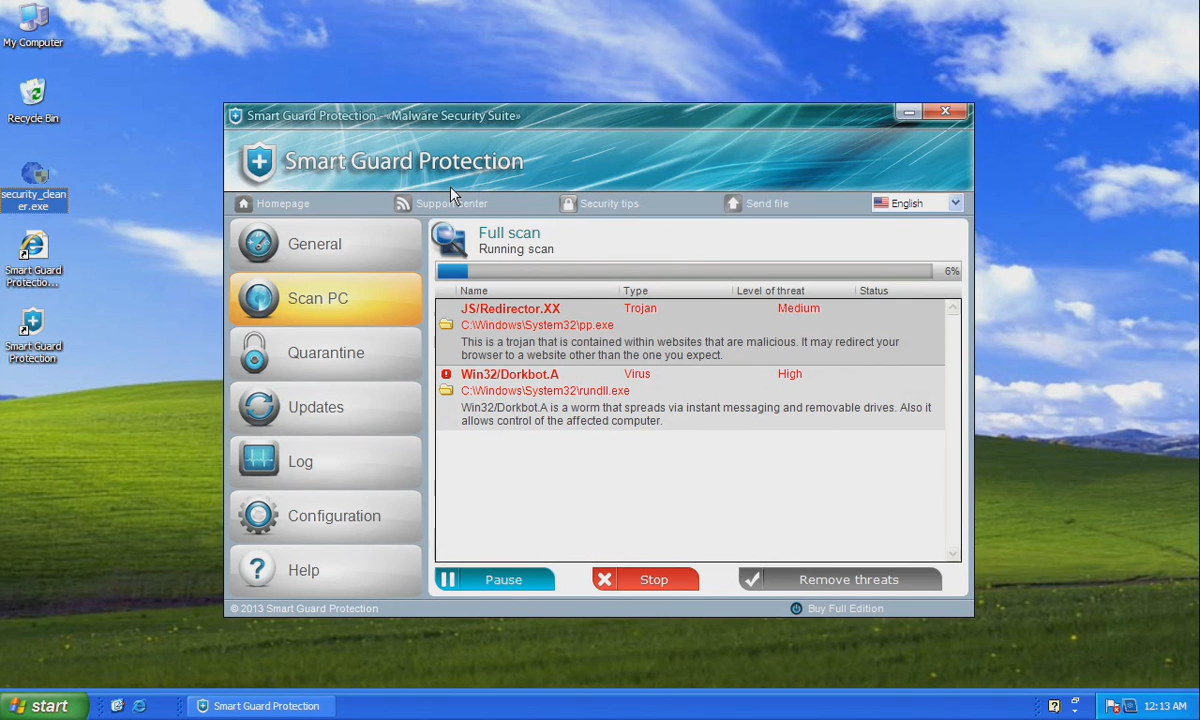 My Computer
Recycle Bin
security_clean
er.exe
Smart Guard
Protectio...
Smart Guard
Protection
Smart Guard Protection - «Malware Security Suite»
Smart Guard Protection
Homepage
Support center
Security tips
Send file
English
General
Scan PC
Quarantine
Updates
Log
Configuration
Help
Full scan
Running scan
6%
Name Type Level of threat Status
JS/Redirector.XX Trojan Medium
C:\Windows\System32\pp.exe
This is a trojan that is contained within websites that are malicious. It may redirect your
browser to a website other than the one you expect.
Win32/Dorkbot.A Virus High
C:\Windows\System32\rundll.exe
Win32/Dorkbot.A is a worm that spreads via instant messaging and removable drives. Also it
allows control of the affected computer.
Pause
Stop
Remove threats
© 2013 Smart Guard Protection
Buy Full Edition
start
Smart Guard Protection
12:13 AM